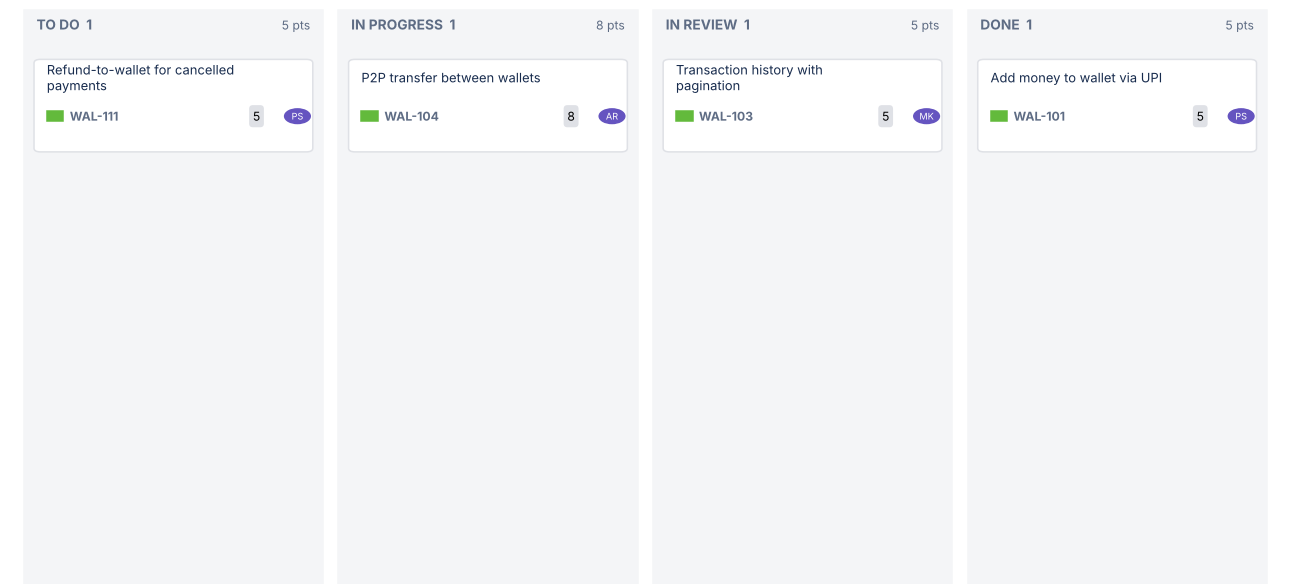 TO DO 1 5 pts
Refund-to-wallet for cancelled
payments
WAL-111 5 PS
IN PROGRESS 1 8 pts
P2P transfer between wallets
WAL-104 8 AR
IN REVIEW 1 5 pts
Transaction history with
pagination
WAL-103 5 MK
DONE 1 5 pts
Add money to wallet via UPI
WAL-101 5 PS